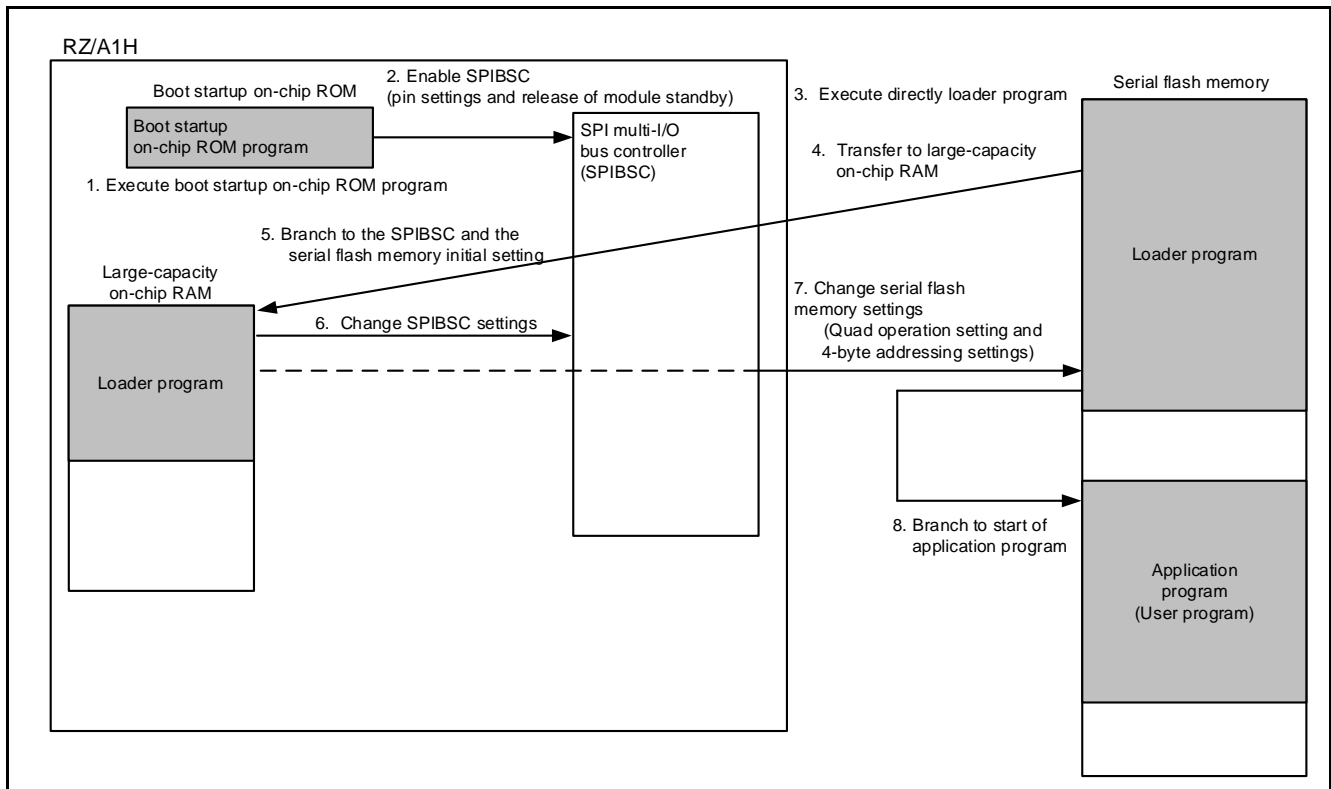 RZ/A1H
Boot startup on-chip ROM
Boot startup
on-chip ROM program
1. Execute boot startup on-chip ROM program
2. Enable SPIBSC
(pin settings and release of module standby)
SPI multi-I/O
bus controller
(SPIBSC)
3. Execute directly loader program
Serial flash memory
4. Transfer to large-capacity
on-chip RAM
Loader program
5. Branch to the SPIBSC and the
serial flash memory initial setting
Large-capacity
on-chip RAM
6. Change SPIBSC settings
Loader program
7. Change serial flash
memory settings
(Quad operation setting and
4-byte addressing settings)
8. Branch to start of
application program
Application
program
(User program)